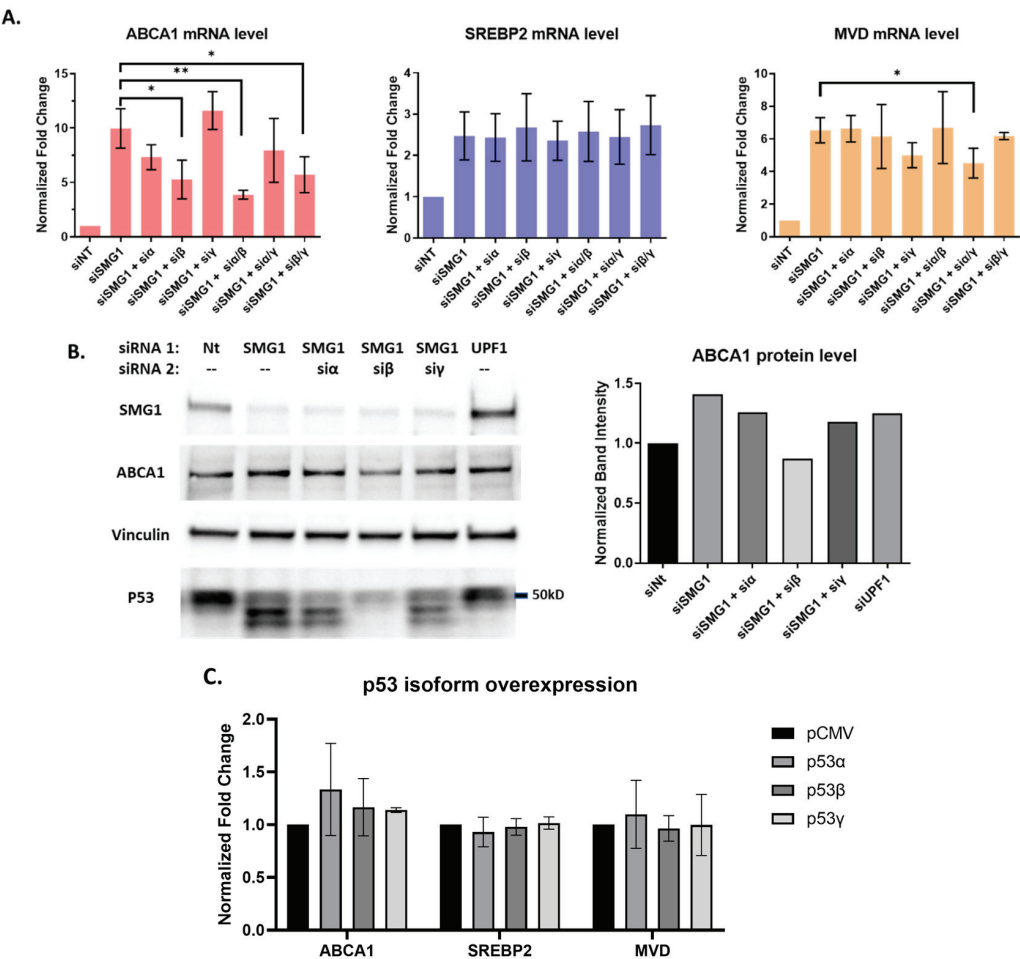 A.
ABCA1 mRNA level
Normalized Fold Change
15
10
5
0
*
**
*
siNT
siSMG1
siSMG1 + siα
siSMG1 + siβ
siSMG1 + siγ
siSMG1 + siα/β
siSMG1 + siα/γ
siSMG1 + siβ/γ
SREBP2 mRNA level
Normalized Fold Change
4
3
2
1
0
siNT
siSMG1
siSMG1 + siα
siSMG1 + siβ
siSMG1 + siγ
siSMG1 + siα/β
siSMG1 + siα/γ
siSMG1 + siβ/γ
MVD mRNA level
Normalized Fold Change
10
8
6
4
2
0
*
siNT
siSMG1
siSMG1 + siα
siSMG1 + siβ
siSMG1 + siγ
siSMG1 + siα/β
siSMG1 + siα/γ
siSMG1 + siβ/γ
B.
siRNA 1: Nt SMG1 SMG1 SMG1 SMG1 UPF1
siRNA 2: -- -- siα siβ siγ --
SMG1
ABCA1
Vinculin
P53
50kD
ABCA1 protein level
Normalized Band Intensity
1.5
1.0
0.5
0.0
siNt
siSMG1
siSMG1 + siα
siSMG1 + siβ
siSMG1 + siγ
siUPF1
C.
p53 isoform overexpression
Normalized Fold Change
2.0
1.5
1.0
0.5
0.0
ABCA1 SREBP2 MVD
pCMV
p53α
p53β
p53γ